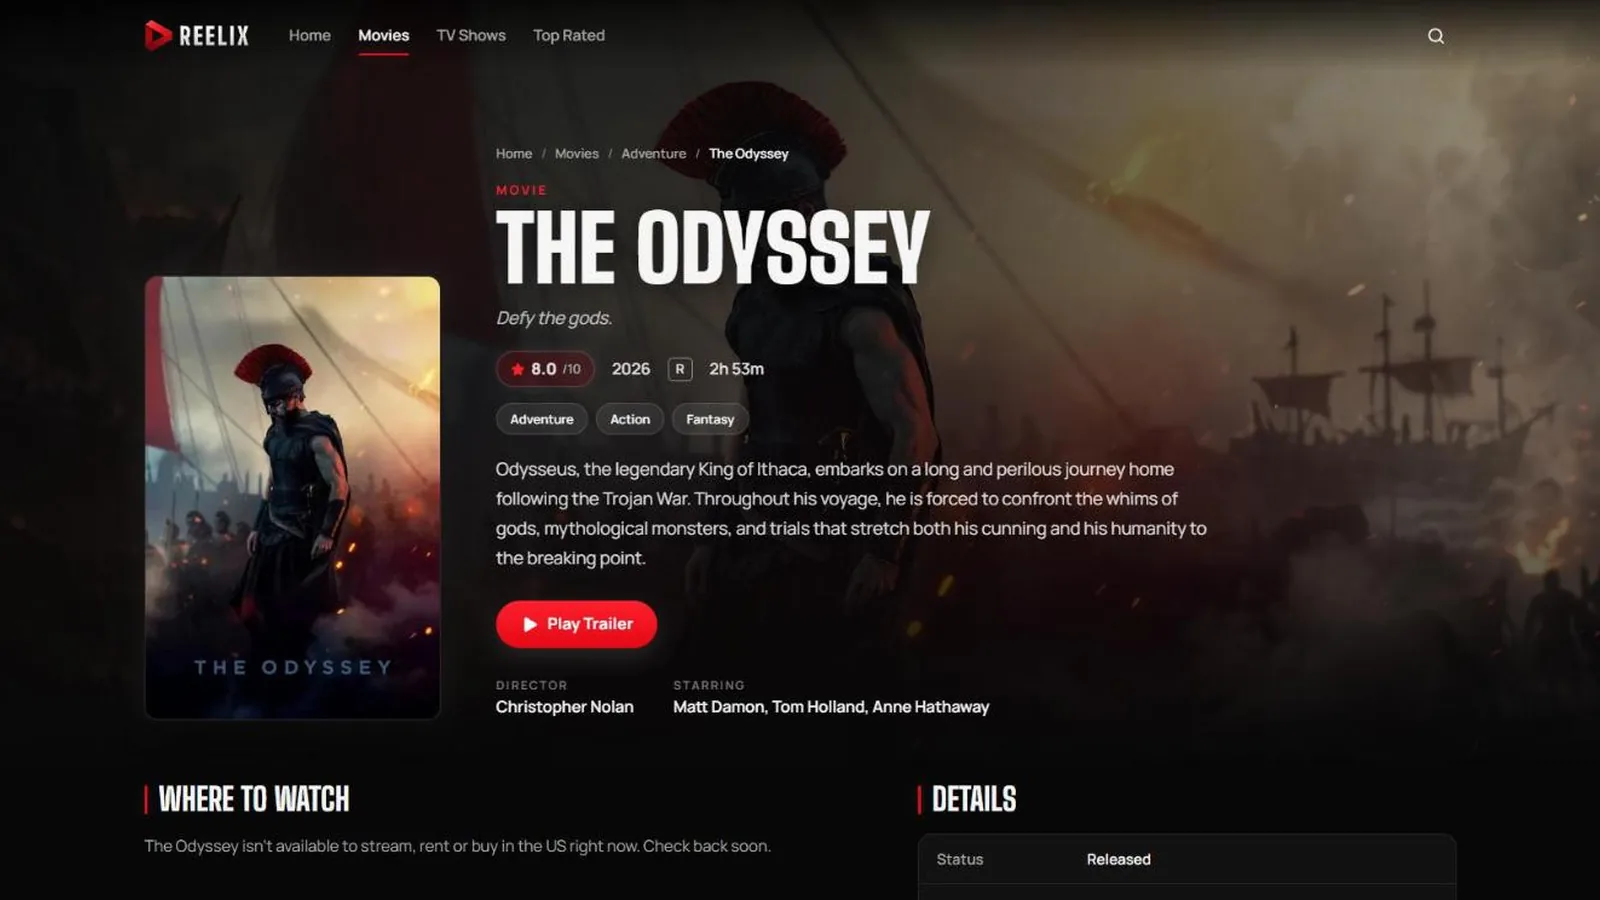 REELIX
Home
Movies
TV Shows
Top Rated
Home / Movies / Adventure / The Odyssey
MOVIE
THE ODYSSEY
Defy the gods.
8.0 /10
2026
R
2h 53m
Adventure
Action
Fantasy
Odysseus, the legendary King of Ithaca, embarks on a long and perilous journey home
following the Trojan War. Throughout his voyage, he is forced to confront the whims of
gods, mythological monsters, and trials that stretch both his cunning and his humanity to
the breaking point.
Play Trailer
THE ODYSSEY
DIRECTOR
Christopher Nolan
STARRING
Matt Damon, Tom Holland, Anne Hathaway
WHERE TO WATCH
The Odyssey isn't available to stream, rent or buy in the US right now. Check back soon.
DETAILS
Status
Released